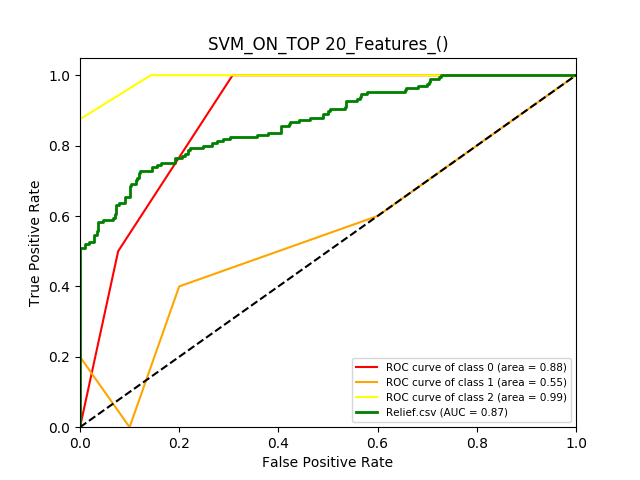 SVM_ON_TOP 20_Features_()
True Positive Rate
1.0
0.8
0.6
0.4
0.2
0.0
0.0 0.2 0.4 0.6 0.8 1.0
False Positive Rate
ROC curve of class 0 (area = 0.88)
ROC curve of class 1 (area = 0.55)
ROC curve of class 2 (area = 0.99)
Relief.csv (AUC = 0.87)